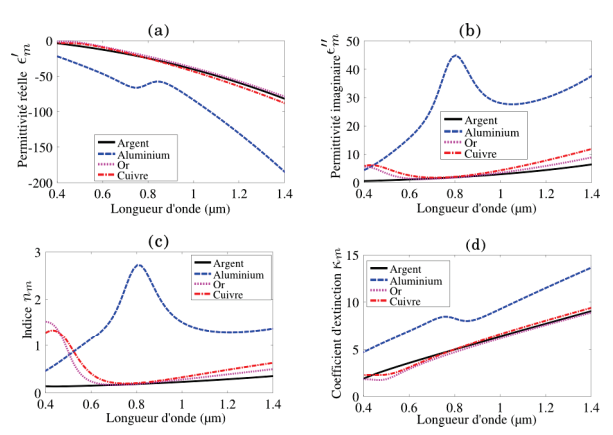 (a)
Permittivité réelle ϵ′m
0
-50
-100
-150
-200
0.4 0.6 0.8 1 1.2 1.4
Longueur d'onde (µm)
Argent
Aluminium
Or
Cuivre
(b)
Permittivité imaginaire ϵ″m
50
40
30
20
10
0
0.4 0.6 0.8 1 1.2 1.4
Longueur d'onde (µm)
Argent
Aluminium
Or
Cuivre
(c)
Indice nm
3
2
1
0
0.4 0.6 0.8 1 1.2 1.4
Longueur d'onde (µm)
Argent
Aluminium
Or
Cuivre
(d)
Coefficient d'extinction κm
15
10
5
0
0.4 0.6 0.8 1 1.2 1.4
Longueur d'onde (µm)
Argent
Aluminium
Or
Cuivre